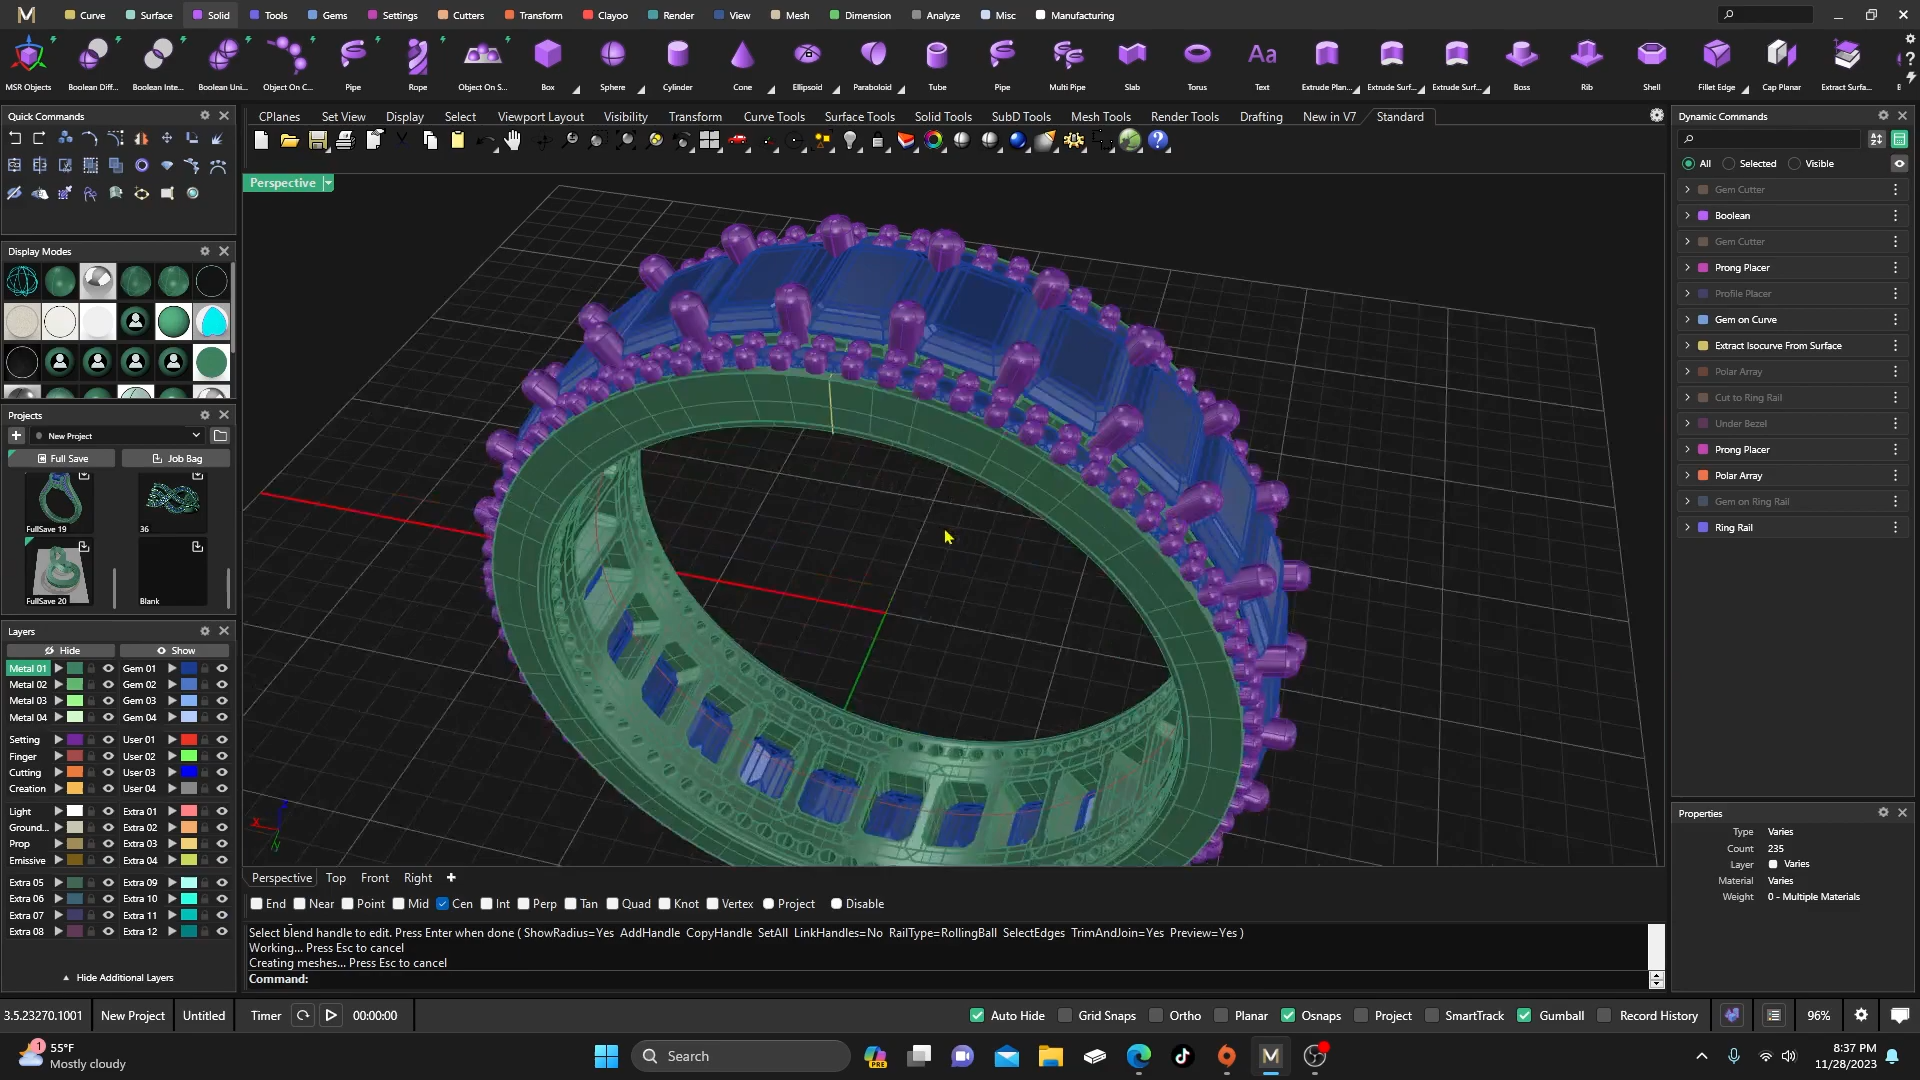 Curve Surface Solid Tools Gems Settings Cutters Transform Clayoo Render View Mesh Dimension Analyze Misc Manufacturing
MSR Objects Boolean Diff... Boolean Inte... Boolean Uni... Object On C... Pipe Rope Object On S... Box Sphere Cylinder Cone Ellipsoid Paraboloid Tube Pipe Multi Pipe Slab Torus Text Extrude Plan... Extrude Surf... Extrude Surf... Boss Rib Shell Fillet Edge Cap Planar Extract Surfa...
Quick Commands
CPlanes Set View Display Select Viewport Layout Visibility Transform Curve Tools Surface Tools Solid Tools SubD Tools Mesh Tools Render Tools Drafting New in V7 Standard
Perspective
Display Modes
Projects
New Project
Full Save Job Bag
FullSave 19 36
FullSave 20 Blank
Layers
Hide Show
Metal 01 Gem 01
Metal 02 Gem 02
Metal 03 Gem 03
Metal 04 Gem 04
Setting User 01
Finger User 02
Cutting User 03
Creation User 04
Light Extra 01
Ground... Extra 02
Prop Extra 03
Emissive Extra 04
Extra 05 Extra 09
Extra 06 Extra 10
Extra 07 Extra 11
Extra 08 Extra 12
Hide Additional Layers
Dynamic Commands
All Selected Visible
Gem Cutter
Boolean
Gem Cutter
Prong Placer
Profile Placer
Gem on Curve
Extract Isocurve From Surface
Polar Array
Cut to Ring Rail
Under Bezel
Prong Placer
Polar Array
Gem on Ring Rail
Ring Rail
Properties
Type Varies
Count 235
Layer Varies
Material Varies
Weight 0 - Multiple Materials
Perspective Top Front Right
End Near Point Mid Cen Int Perp Tan Quad Knot Vertex Project Disable
Select blend handle to edit. Press Enter when done ( ShowRadius=Yes AddHandle CopyHandle SetAll LinkHandles=No RailType=RollingBall SelectEdges TrimAndJoin=Yes Preview=Yes )
Working... Press Esc to cancel
Creating meshes... Press Esc to cancel
Command:
3.5.23270.1001 New Project Untitled Timer 00:00:00 Auto Hide Grid Snaps Ortho Planar Osnaps Project SmartTrack Gumball Record History 96%
55°F
Mostly cloudy
Search
8:37 PM
11/28/2023